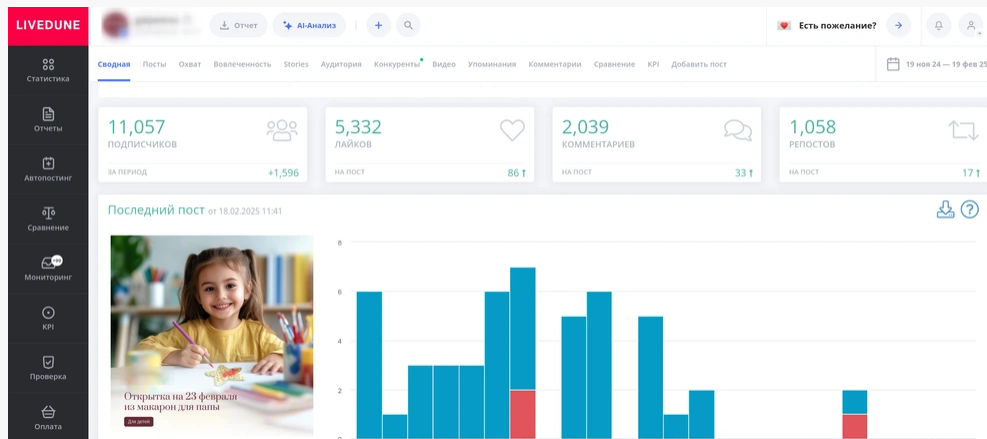 LIVEDUNE
Отчет
AI-Анализ
+
Есть пожелание?
Сводная Посты Охват Вовлеченность Stories Аудитория Конкуренты Видео Упоминания Комментарии Сравнение KPI Добавить пост
19 ноя 24 — 19 фев 25
Статистика
Отчеты
Автопостинг
Сравнение
+99
Мониторинг
KPI
Проверка
Оплата
11,057
ПОДПИСЧИКОВ
ЗА ПЕРИОД +1,596
5,332
ЛАЙКОВ
НА ПОСТ 86 ↑
2,039
КОММЕНТАРИЕВ
НА ПОСТ 33 ↑
1,058
РЕПОСТОВ
НА ПОСТ 17 ↑
Последний пост от 18.02.2025 11:41
?
Открытка на 23 февраля
из макарон для папы
Для детей
8
6
4
2
0